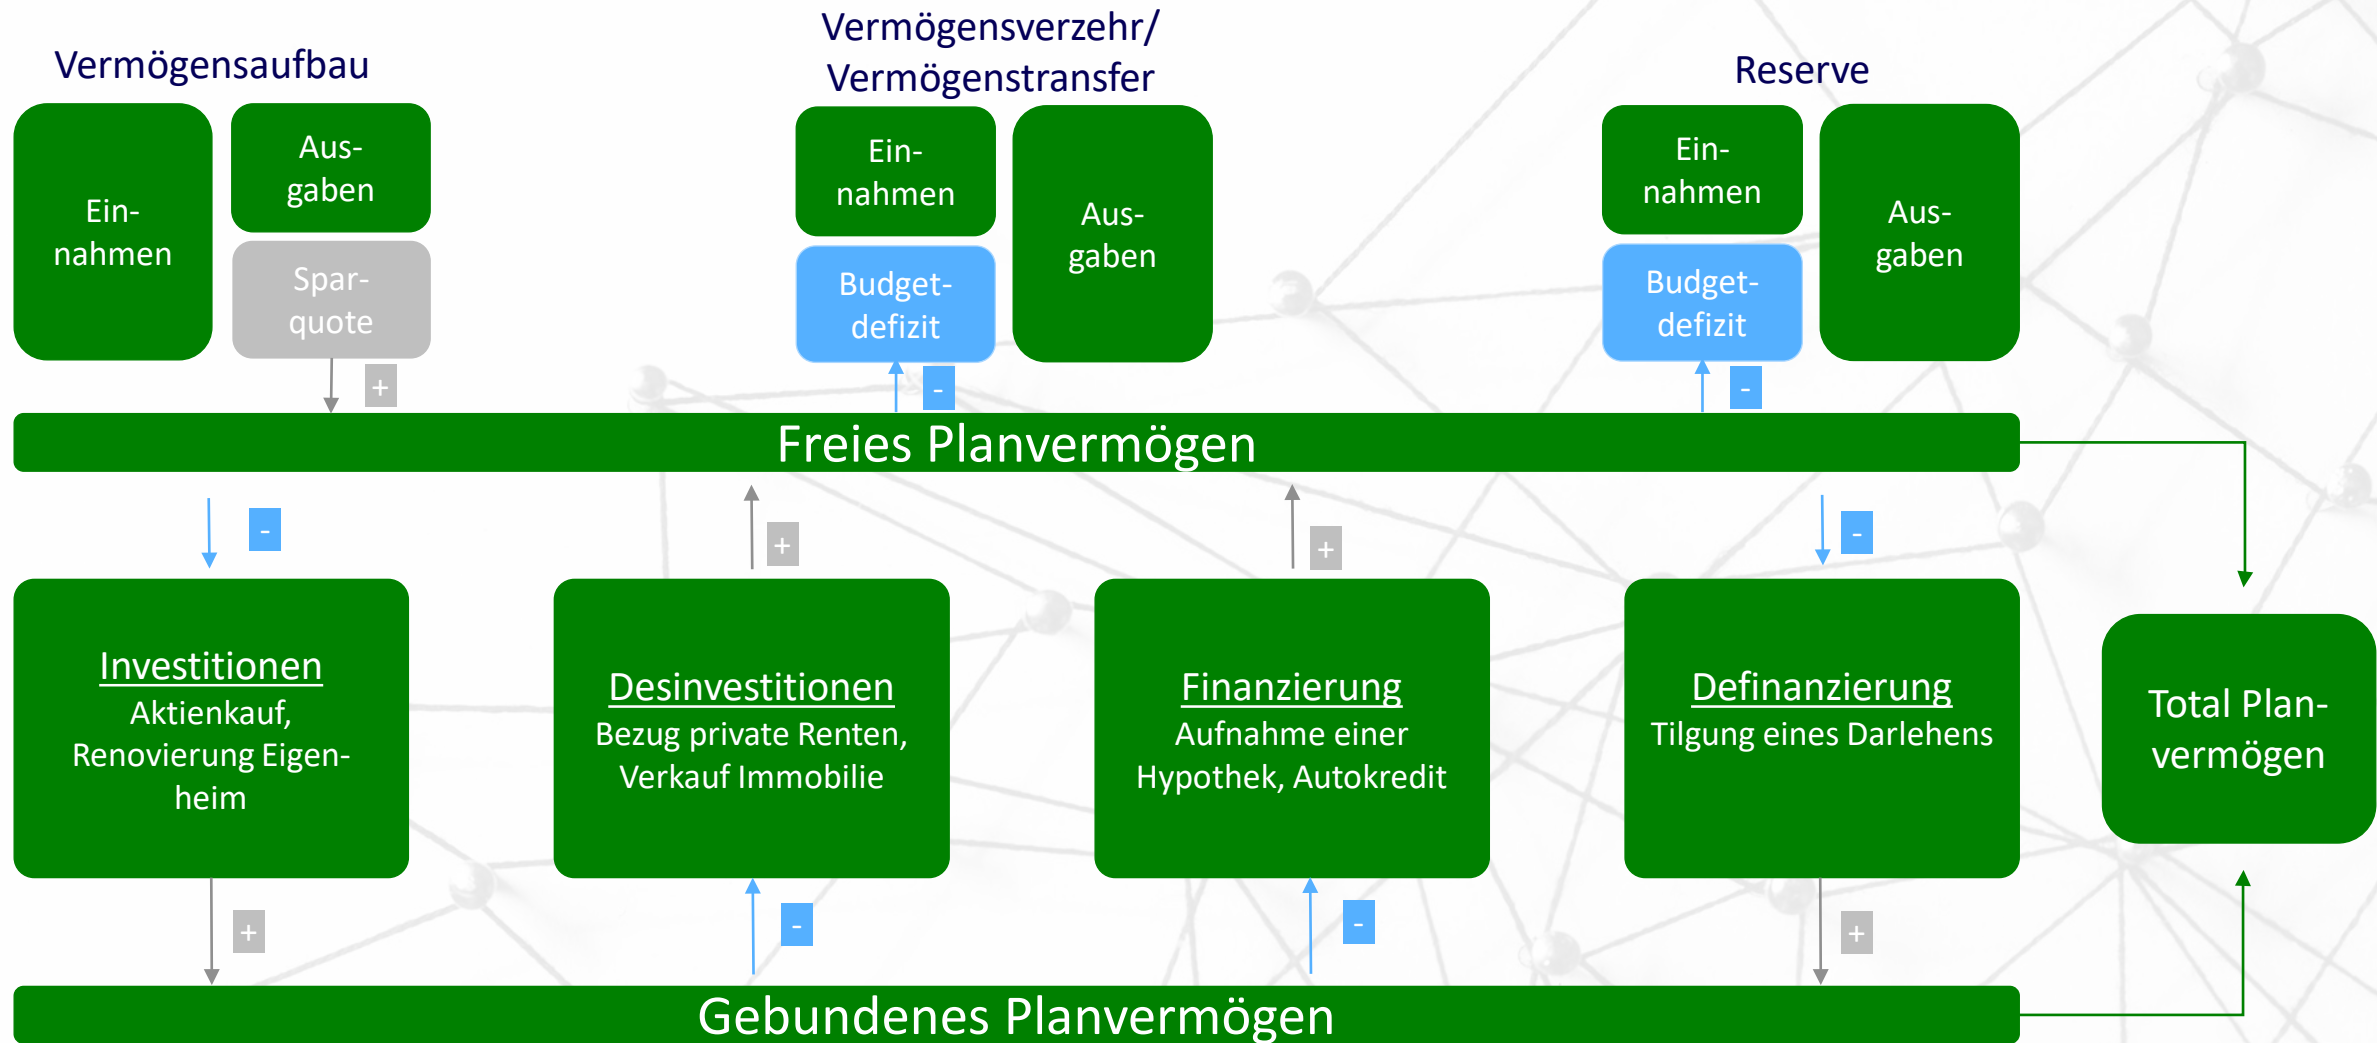 Vermögensaufbau
Vermögensverzehr/
Vermögenstransfer
Reserve
Ein-
nahmen
Aus-
gaben
Spar-
quote
+
Ein-
nahmen
Budget-
defizit
Aus-
gaben
-
Ein-
nahmen
Budget-
defizit
Aus-
gaben
-
Freies Planvermögen
-
+
+
-
Investitionen
Aktienkauf,
Renovierung Eigen-
heim
Desinvestitionen
Bezug private Renten,
Verkauf Immobilie
Finanzierung
Aufnahme einer
Hypothek, Autokredit
Definanzierung
Tilgung eines Darlehens
Total Plan-
vermögen
+
-
-
+
Gebundenes Planvermögen